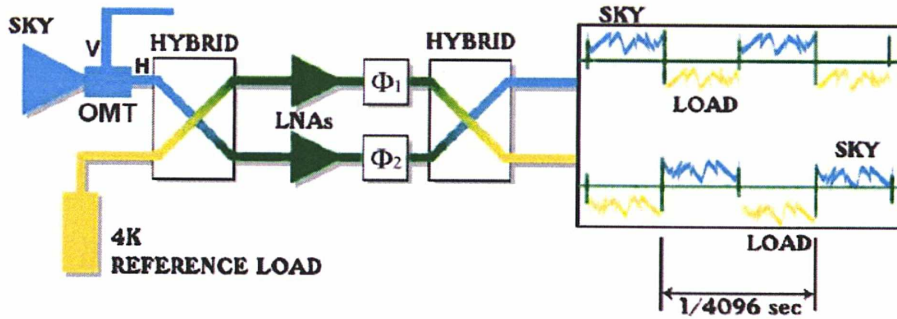 SKY
V
H
OMT
HYBRID
LNAs
Φ1
Φ2
HYBRID
4K
REFERENCE LOAD
SKY
LOAD
SKY
LOAD
1/4096 sec